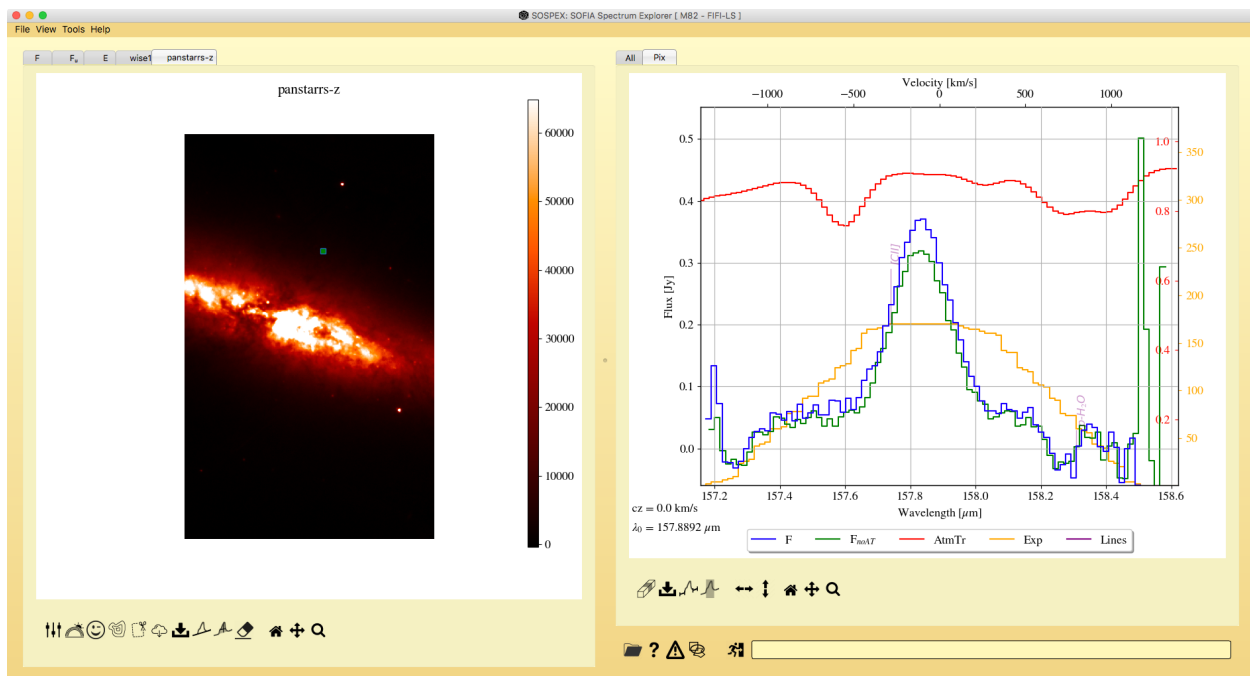 SOSPEX: SOFIA Spectrum Explorer [ M82 - FIFI-LS ]
File View Tools Help
F Fᵤ E wise1 panstarrs-z
panstarrs-z
60000
50000
40000
30000
20000
10000
0
All Pix
Velocity [km/s]
−1000 −500 0 500 1000
0.5
0.4
0.3
0.2
0.1
0.0
Flux [Jy]
1.0
0.8
0.6
0.4
0.2
350
300
250
200
150
100
50
[CII]
-H₂O
157.2 157.4 157.6 157.8 158.0 158.2 158.4 158.6
Wavelength [μm]
cz = 0.0 km/s
λ₀ = 157.8892 μm
F FnoAT AtmTr Exp Lines